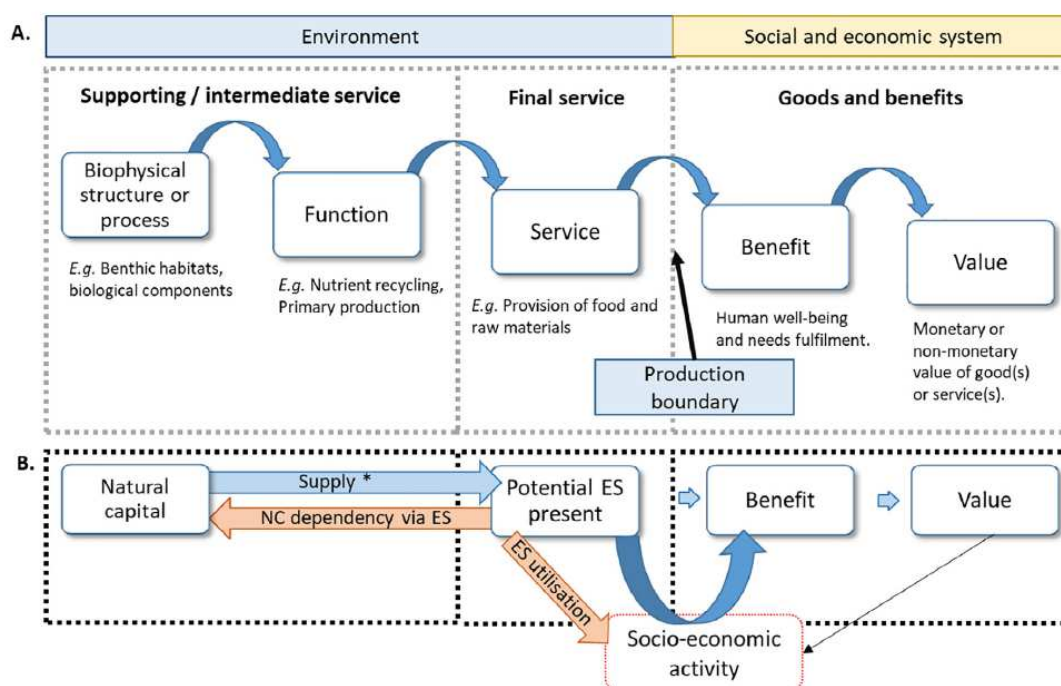 A.
Environment
Social and economic system
Supporting / intermediate service
Final service
Goods and benefits
Biophysical
structure or
process
Function
Service
Benefit
Value
E.g. Benthic habitats,
biological components
E.g. Nutrient recycling,
Primary production
E.g. Provision of food and
raw materials
Human well-being
and needs fulfilment.
Monetary or
non-monetary
value of good(s)
or service(s).
Production
boundary
B.
Natural
capital
Supply *
NC dependency via ES
Potential ES
present
Benefit
Value
ES utilisation
Socio-economic
activity